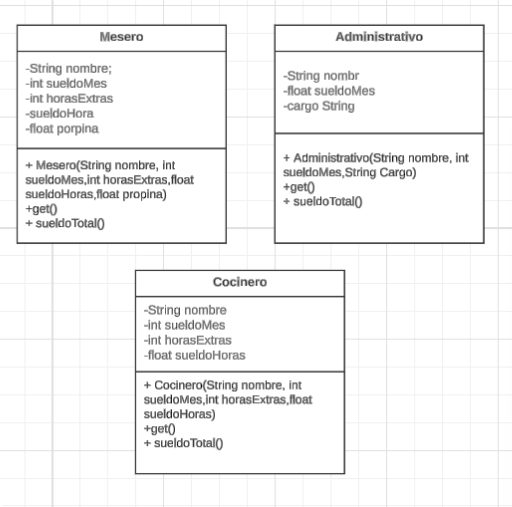 Mesero
-String nombre;
-int sueldoMes
-int horasExtras
-sueldoHora
-float porpina
+ Mesero(String nombre, int
sueldoMes,int horasExtras,float
sueldoHoras,float propina)
+get()
+ sueldoTotal()
Administrativo
-String nombr
-float sueldoMes
-cargo String
+ Administrativo(String nombre, int
sueldoMes,String Cargo)
+get()
+ sueldoTotal()
Cocinero
-String nombre
-int sueldoMes
-int horasExtras
-float sueldoHoras
+ Cocinero(String nombre, int
sueldoMes,int horasExtras,float
sueldoHoras)
+get()
+ sueldoTotal()